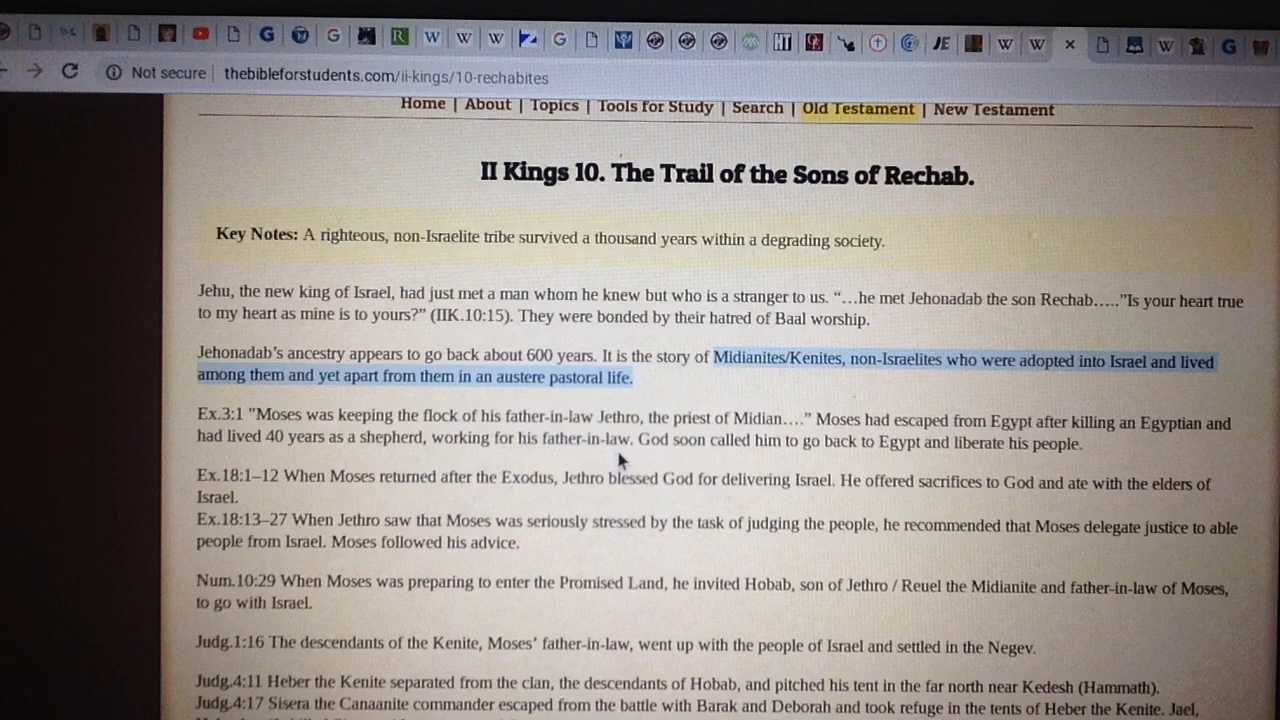 Not secure | thebibleforstudents.com/ii-kings/10-rechabites
Home | About | Topics | Tools for Study | Search | Old Testament | New Testament
II Kings 10. The Trail of the Sons of Rechab.
Key Notes: A righteous, non-Israelite tribe survived a thousand years within a degrading society.
Jehu, the new king of Israel, had just met a man whom he knew but who is a stranger to us. “…he met Jehonadab the son Rechab…..”Is your heart true
to my heart as mine is to yours?” (IIK.10:15). They were bonded by their hatred of Baal worship.
Jehonadab’s ancestry appears to go back about 600 years. It is the story of Midianites/Kenites, non-Israelites who were adopted into Israel and lived
among them and yet apart from them in an austere pastoral life.
Ex.3:1 "Moses was keeping the flock of his father-in-law Jethro, the priest of Midian….” Moses had escaped from Egypt after killing an Egyptian and
had lived 40 years as a shepherd, working for his father-in-law. God soon called him to go back to Egypt and liberate his people.
Ex.18:1–12 When Moses returned after the Exodus, Jethro blessed God for delivering Israel. He offered sacrifices to God and ate with the elders of
Israel.
Ex.18:13–27 When Jethro saw that Moses was seriously stressed by the task of judging the people, he recommended that Moses delegate justice to able
people from Israel. Moses followed his advice.
Num.10:29 When Moses was preparing to enter the Promised Land, he invited Hobab, son of Jethro / Reuel the Midianite and father-in-law of Moses,
to go with Israel.
Judg.1:16 The descendants of the Kenite, Moses’ father-in-law, went up with the people of Israel and settled in the Negev.
Judg.4:11 Heber the Kenite separated from the clan, the descendants of Hobab, and pitched his tent in the far north near Kedesh (Hammath).
Judg.4:17 Sisera the Canaanite commander escaped from the battle with Barak and Deborah and took refuge in the tents of Heber the Kenite. Jael,